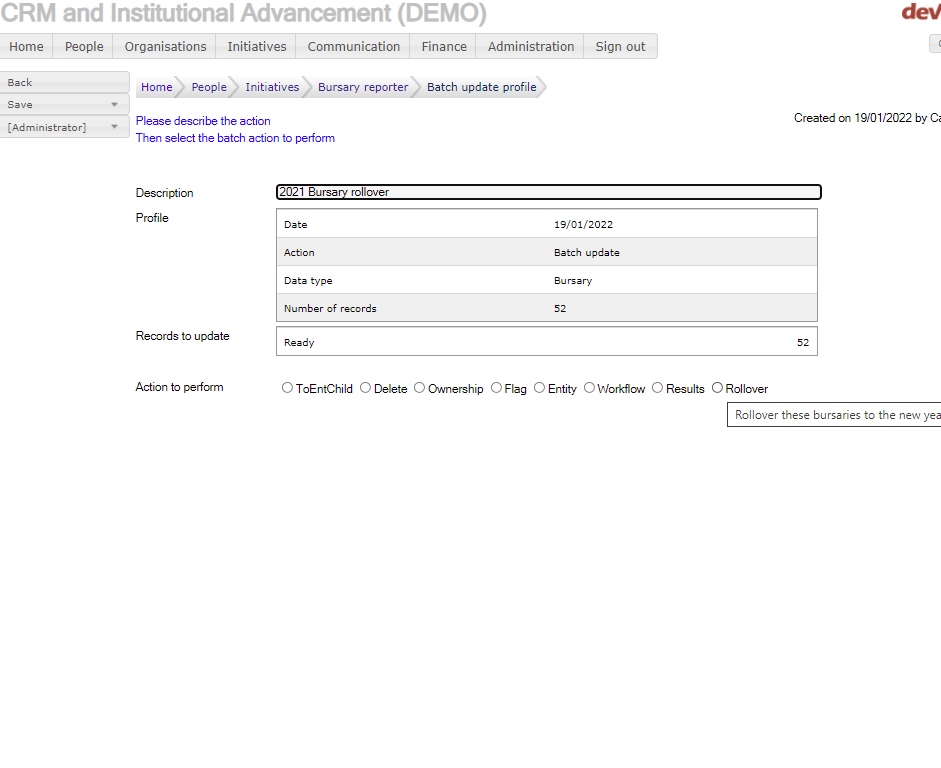 CRM and Institutional Advancement (DEMO)
dev
Home People Organisations Initiatives Communication Finance Administration Sign out
Back
Save
[Administrator]
Home People Initiatives Bursary reporter Batch update profile
Please describe the action
Then select the batch action to perform
Created on 19/01/2022 by Ca
Description 2021 Bursary rollover
Profile
Date 19/01/2022
Action Batch update
Data type Bursary
Number of records 52
Records to update
Ready 52
Action to perform ToEntChild Delete Ownership Flag Entity Workflow Results Rollover
Rollover these bursaries to the new yea